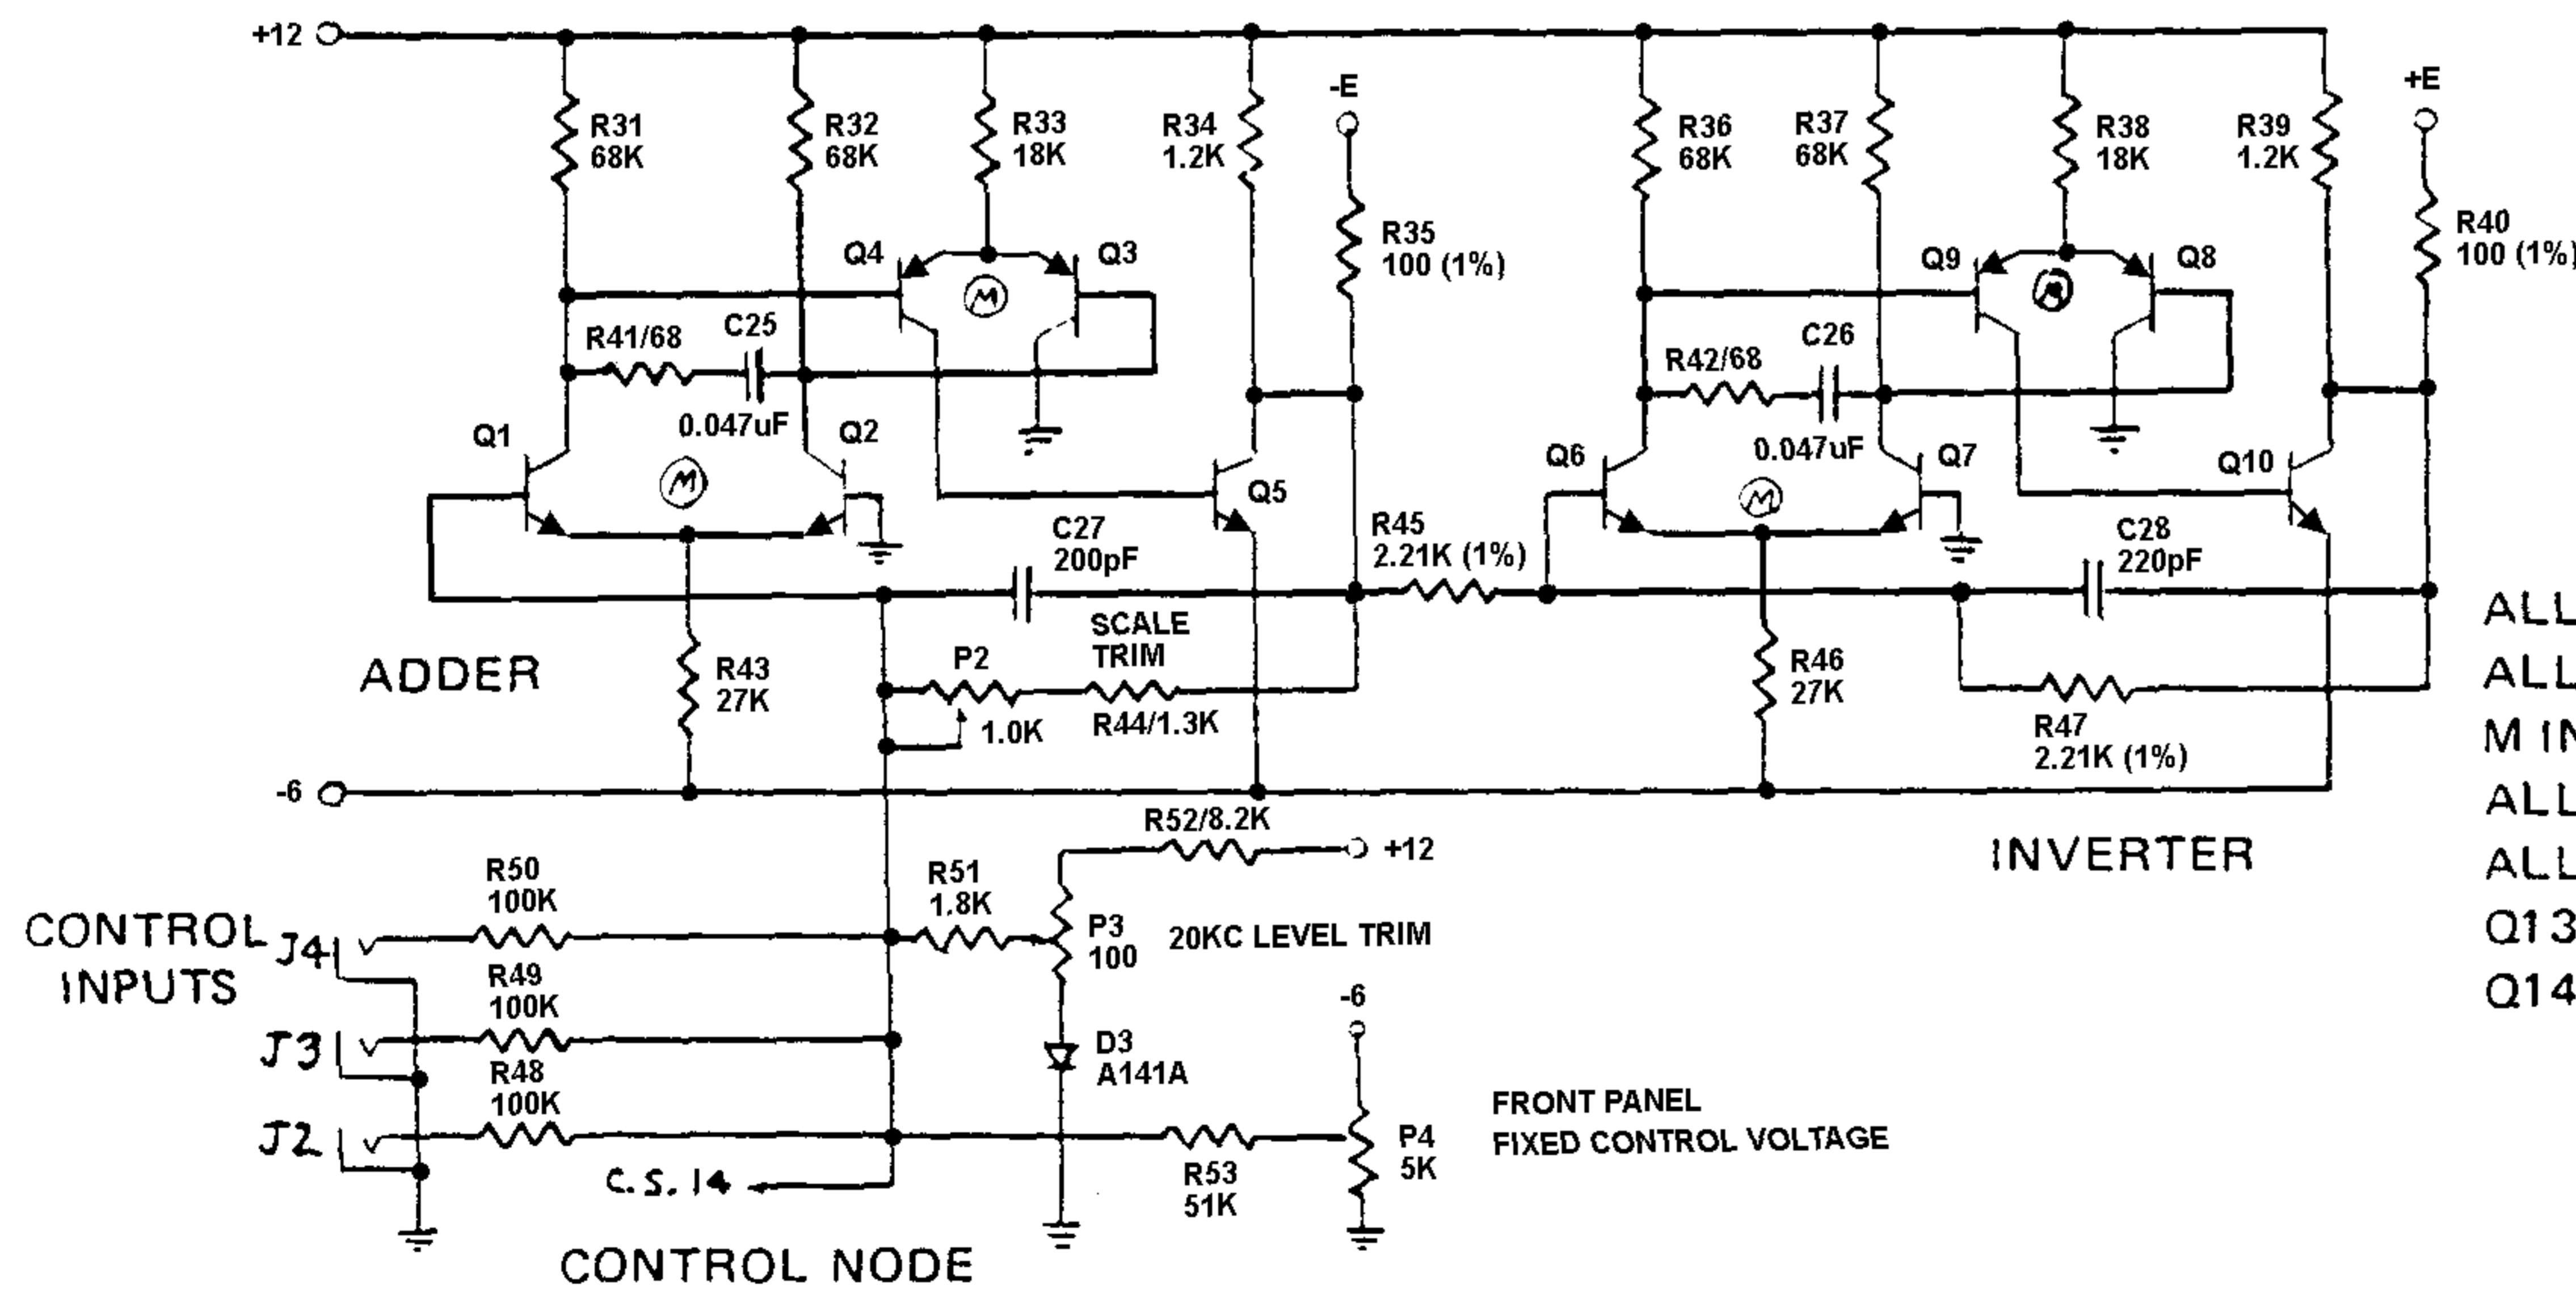 +12
-E
+E
R31
68K
R32
68K
R33
18K
R34
1.2K
R36
68K
R37
68K
R38
18K
R39
1.2K
R35
100 (1%)
R40
100 (1%)
Q4
Q3
M
Q9
Q8
R41/68
C25
0.047uF
R42/68
C26
0.047uF
Q1
Q2
M
Q5
Q6
Q7
M
Q10
C27
200pF
R45
2.21K (1%)
C28
220pF
ADDER
R43
27K
P2
1.0K
SCALE
TRIM
R44/1.3K
R46
27K
R47
2.21K (1%)
-6
R52/8.2K
+12
INVERTER
CONTROL
INPUTS
J4
R50
100K
R51
1.8K
P3
100
20KC LEVEL TRIM
J3
R49
100K
D3
A141A
-6
J2
R48
100K
C.S. 14
R53
51K
P4
5K
FRONT PANEL
FIXED CONTROL VOLTAGE
CONTROL NODE
ALL
ALL
M IN
ALL
ALL
Q13
Q14